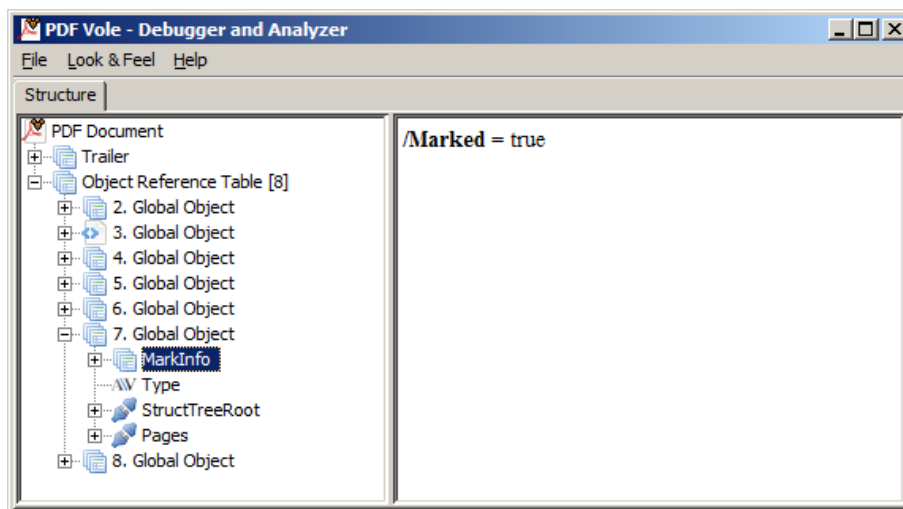 PDF Vole - Debugger and Analyzer
File Look & Feel Help
Structure
PDF Document
Trailer
Object Reference Table [8]
2. Global Object
3. Global Object
4. Global Object
5. Global Object
6. Global Object
7. Global Object
MarkInfo
Type
StructTreeRoot
Pages
8. Global Object
/Marked = true